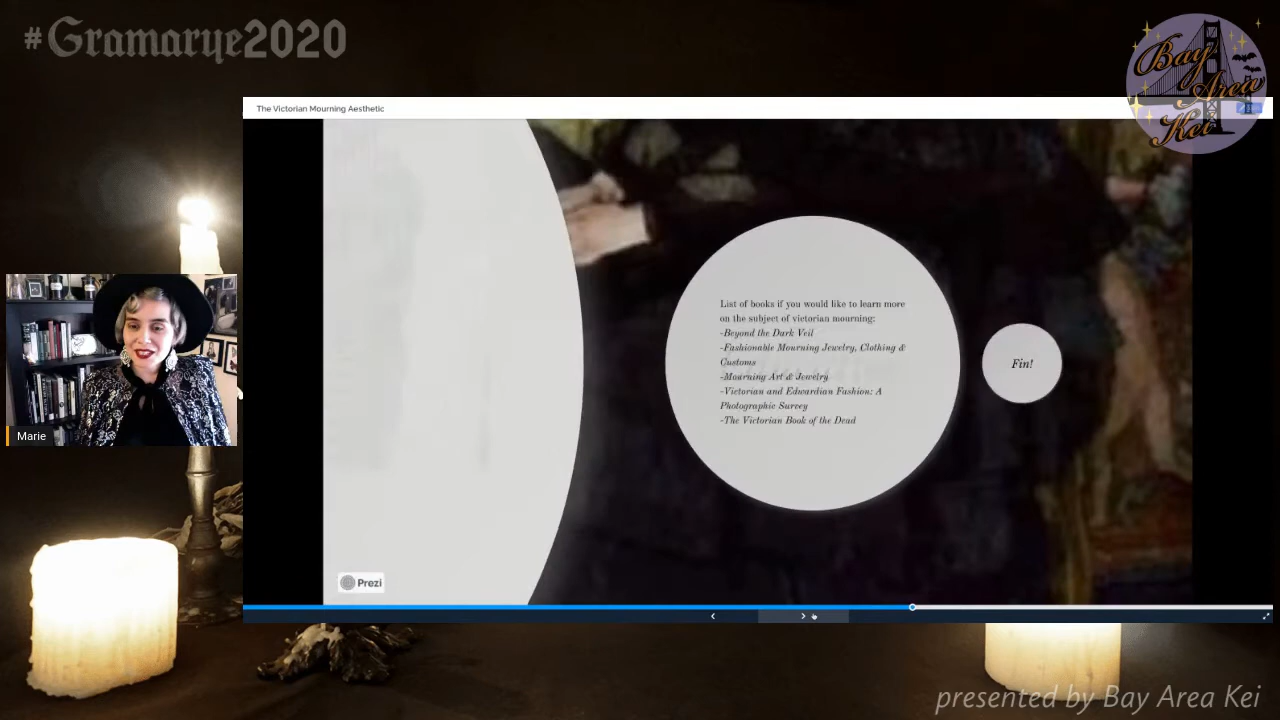 #Gramarye2020
Bay
Area
Kei
The Victorian Mourning Aesthetic
List of books if you would like to learn more
on the subject of victorian mourning:
-Beyond the Dark Veil
-Fashionable Mourning Jewelry, Clothing &
Customs
-Mourning Art & Jewelry
-Victorian and Edwardian Fashion: A
Photographic Survey
-The Victorian Book of the Dead
Fin!
Marie
Prezi
presented by Bay Area Kei